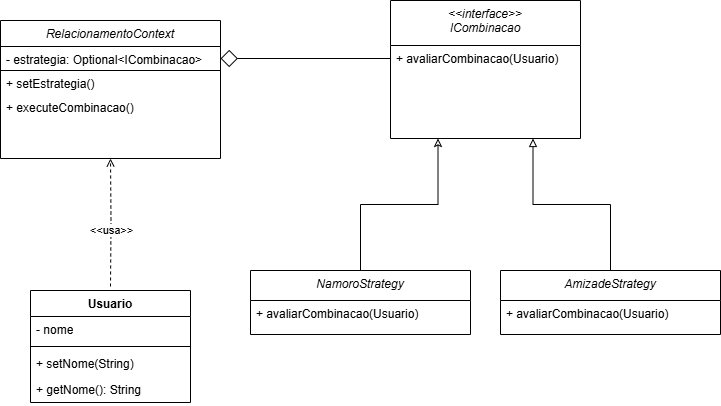 RelacionamentoContext
- estrategia: Optional<ICombinacao>
+ setEstrategia()
+ executeCombinacao()
<<interface>>
ICombinacao
+ avaliarCombinacao(Usuario)
<<usa>>
Usuario
- nome
+ setNome(String)
+ getNome(): String
NamoroStrategy
+ avaliarCombinacao(Usuario)
AmizadeStrategy
+ avaliarCombinacao(Usuario)